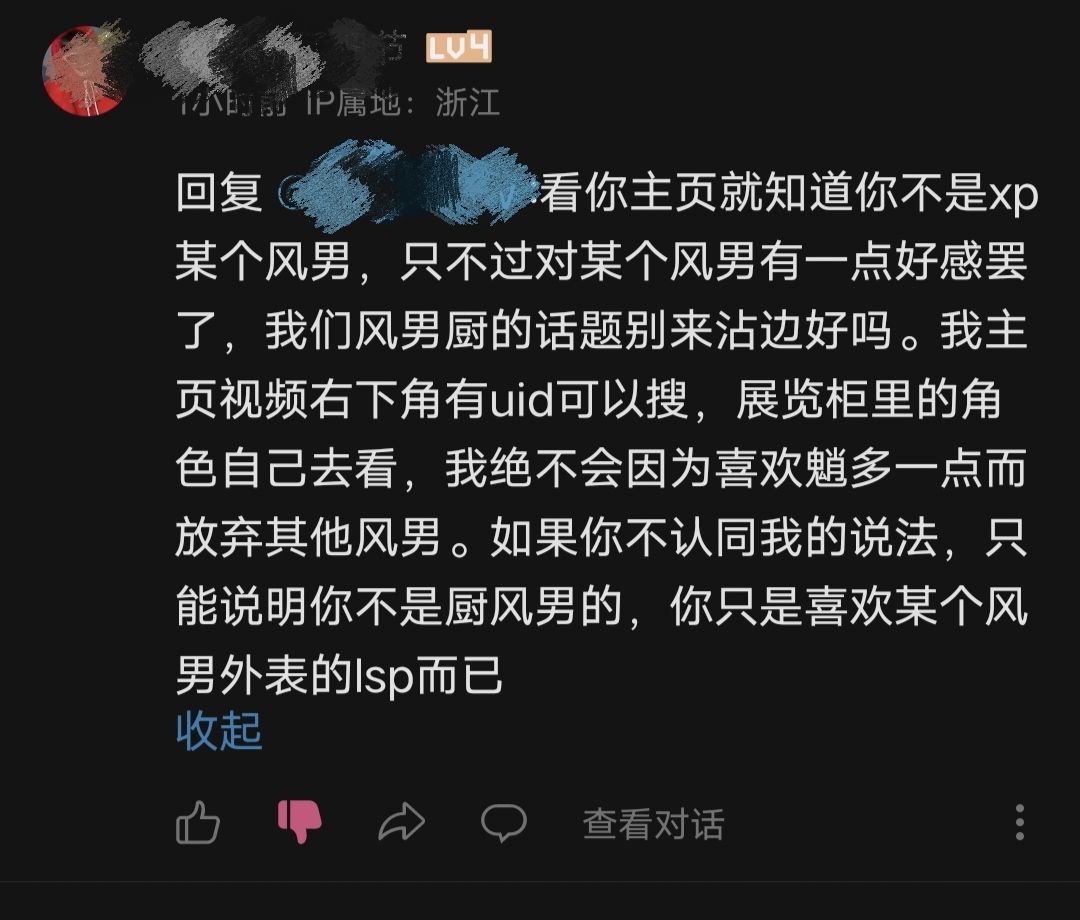 LV4
1小时前 IP属地：浙江
回复 看你主页就知道你不是xp
某个风男，只不过对某个风男有一点好感罢
了，我们风男厨的话题别来沾边好吗。我主
页视频右下角有uid可以搜，展览柜里的角
色自己去看，我绝不会因为喜欢魈多一点而
放弃其他风男。如果你不认同我的说法，只
能说明你不是厨风男的，你只是喜欢某个风
男外表的lsp而已
收起
查看对话